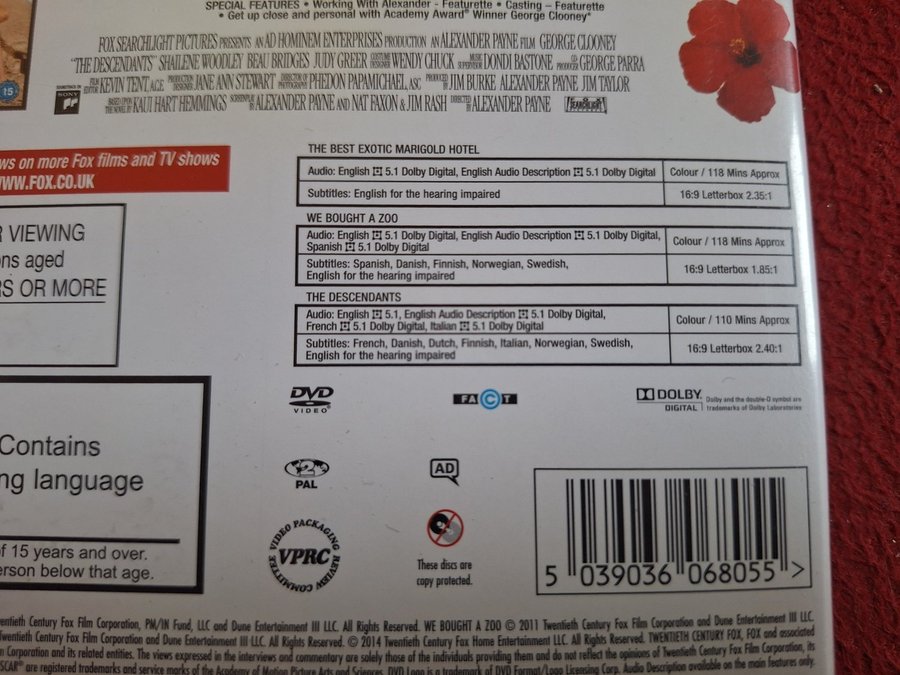 SPECIAL FEATURES • Working With Alexander - Featurette • Casting – Featurette
• Get up close and personal with Academy Award® Winner George Clooney*
FOX SEARCHLIGHT PICTURES PRESENTS AN AD HOMINEM ENTERPRISES PRODUCTION AN ALEXANDER PAYNE FILM GEORGE CLOONEY
"THE DESCENDANTS" SHAILENE WOODLEY BEAU BRIDGES JUDY GREER COSTUME DESIGNER WENDY CHUCK MUSIC SUPERVISOR DONDI BASTONE CO-PRODUCER GEORGE PARRA
FILM EDITOR KEVIN TENT, A.C.E. PRODUCTION DESIGNER JANE ANN STEWART DIRECTOR OF PHOTOGRAPHY PHEDON PAPAMICHAEL, ASC PRODUCED BY JIM BURKE ALEXANDER PAYNE JIM TAYLOR
SOUNDTRACK ON SONY BASED UPON THE NOVEL BY KAUI HART HEMMINGS SCREENPLAY BY ALEXANDER PAYNE AND NAT FAXON & JIM RASH DIRECTED BY ALEXANDER PAYNE
15
ws on more Fox films and TV shows
WWW.FOX.CO.UK
R VIEWING
ons aged
RS OR MORE
THE BEST EXOTIC MARIGOLD HOTEL
Audio: English 5.1 Dolby Digital, English Audio Description 5.1 Dolby Digital
Colour / 118 Mins Approx
Subtitles: English for the hearing impaired
16:9 Letterbox 2.35:1
WE BOUGHT A ZOO
Audio: English 5.1 Dolby Digital, English Audio Description 5.1 Dolby Digital,
Spanish 5.1 Dolby Digital
Colour / 118 Mins Approx
Subtitles: Spanish, Danish, Finnish, Norwegian, Swedish,
English for the hearing impaired
16:9 Letterbox 1.85:1
THE DESCENDANTS
Audio: English 5.1, English Audio Description 5.1 Dolby Digital,
French 5.1 Dolby Digital, Italian 5.1 Dolby Digital
Colour / 110 Mins Approx
Subtitles: French, Danish, Dutch, Finnish, Italian, Norwegian, Swedish,
English for the hearing impaired
16:9 Letterbox 2.40:1
Contains
ng language
of 15 years and over.
erson below that age.
DVD
VIDEO
FACT
DOLBY
DIGITAL
Dolby and the double-D symbol are
trademarks of Dolby Laboratories
2
PAL
AD
VIDEO PACKAGING REVIEW COMMITTEE
VPRC
These discs are
copy protected.
5 039036 068055 >
entieth Century Fox Film Corporation, PM/IN Fund, LLC and Dune Entertainment III LLC. All Rights Reserved. WE BOUGHT A ZOO © 2011 Twentieth Century Fox Film Corporation and Dune Entertainment III LLC.
Twentieth Century Fox Film Corporation and Dune Entertainment III LLC. All Rights Reserved. © 2014 Twentieth Century Fox Home Entertainment LLC. All Rights Reserved. TWENTIETH CENTURY FOX, FOX and associated
n Corporation and its related entities. The views expressed in the interviews and commentary are solely those of the individuals providing them and do not reflect the opinions of Twentieth Century Fox Film Corporation,
SCAR® are registered trademarks and service marks of the Academy of Motion Picture Arts and Sciences. DVD Logo is a trademark of DVD Format/Logo Licensing Corp. Audio Description available on the main features only.